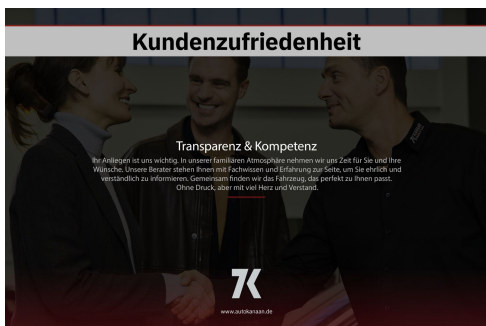 Kundenzufriedenheit
Transparenz & Kompetenz
Ihr Anliegen ist uns wichtig. In unserer familiären Atmosphäre nehmen wir uns Zeit für Sie und Ihre
Wünsche. Unsere Berater stehen Ihnen mit Fachwissen und Erfahrung zur Seite, um Sie ehrlich und
verständlich zu informieren. Gemeinsam finden wir das Fahrzeug, das perfekt zu Ihnen passt.
Ohne Druck, aber mit viel Herz und Verstand.
7K
www.autokanaan.de